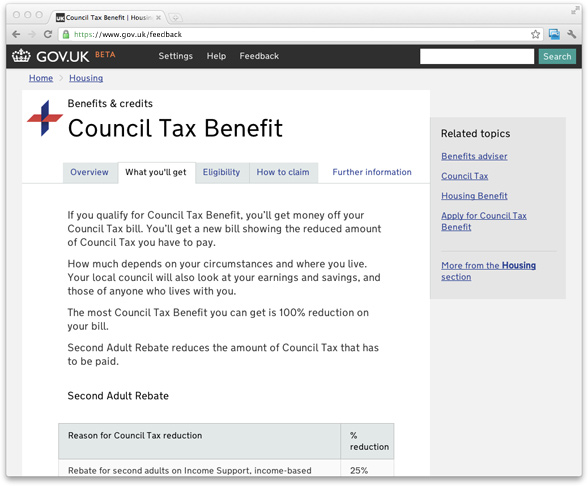 UK Council Tax Benefit | Housin
https://www.gov.uk/feedback
GOV.UK BETA Settings Help Feedback Search
Home Housing
Benefits & credits
Council Tax Benefit
Overview What you'll get Eligibility How to claim Further information
If you qualify for Council Tax Benefit, you'll get money off your
Council Tax bill. You'll get a new bill showing the reduced amount
of Council Tax you have to pay.
How much depends on your circumstances and where you live.
Your local council will also look at your earnings and savings, and
those of anyone who lives with you.
The most Council Tax Benefit you can get is 100% reduction on
your bill.
Second Adult Rebate reduces the amount of Council Tax that has
to be paid.
Second Adult Rebate
Reason for Council Tax reduction
%
reduction
Rebate for second adults on Income Support, income-based
25%
Related topics
Benefits adviser
Council Tax
Housing Benefit
Apply for Council Tax
Benefit
More from the Housing
section